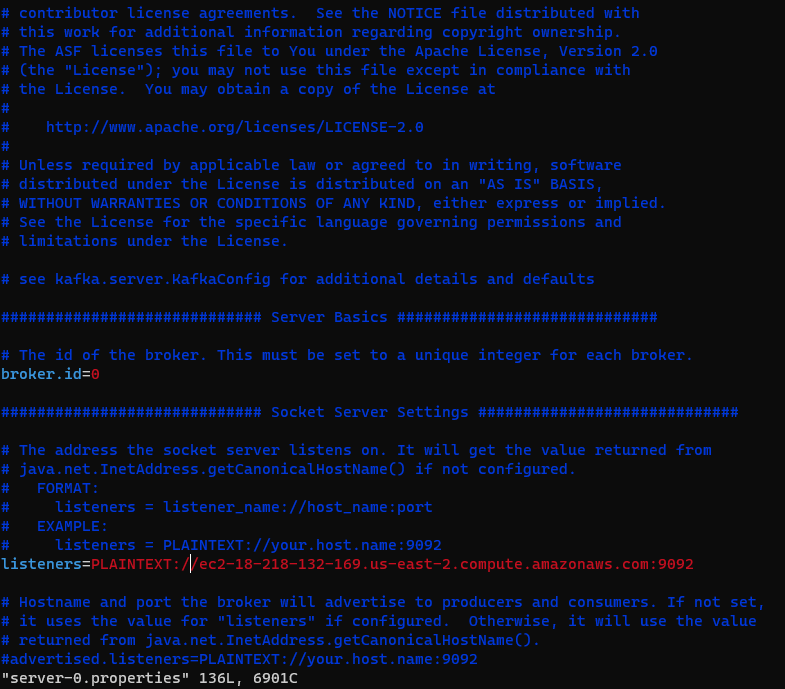 # contributor license agreements.  See the NOTICE file distributed with
# this work for additional information regarding copyright ownership.
# The ASF licenses this file to You under the Apache License, Version 2.0
# (the "License"); you may not use this file except in compliance with
# the License.  You may obtain a copy of the License at
#
#    http://www.apache.org/licenses/LICENSE-2.0
#
# Unless required by applicable law or agreed to in writing, software
# distributed under the License is distributed on an "AS IS" BASIS,
# WITHOUT WARRANTIES OR CONDITIONS OF ANY KIND, either express or implied.
# See the License for the specific language governing permissions and
# limitations under the License.

# see kafka.server.KafkaConfig for additional details and defaults

############################# Server Basics #############################

# The id of the broker. This must be set to a unique integer for each broker.
broker.id=0

############################# Socket Server Settings #############################

# The address the socket server listens on. It will get the value returned from
# java.net.InetAddress.getCanonicalHostName() if not configured.
#   FORMAT:
#     listeners = listener_name://host_name:port
#   EXAMPLE:
#     listeners = PLAINTEXT://your.host.name:9092
listeners=PLAINTEXT://ec2-18-218-132-169.us-east-2.compute.amazonaws.com:9092

# Hostname and port the broker will advertise to producers and consumers. If not set,
# it uses the value for "listeners" if configured.  Otherwise, it will use the value
# returned from java.net.InetAddress.getCanonicalHostName().
#advertised.listeners=PLAINTEXT://your.host.name:9092
"server-0.properties" 136L, 6901C